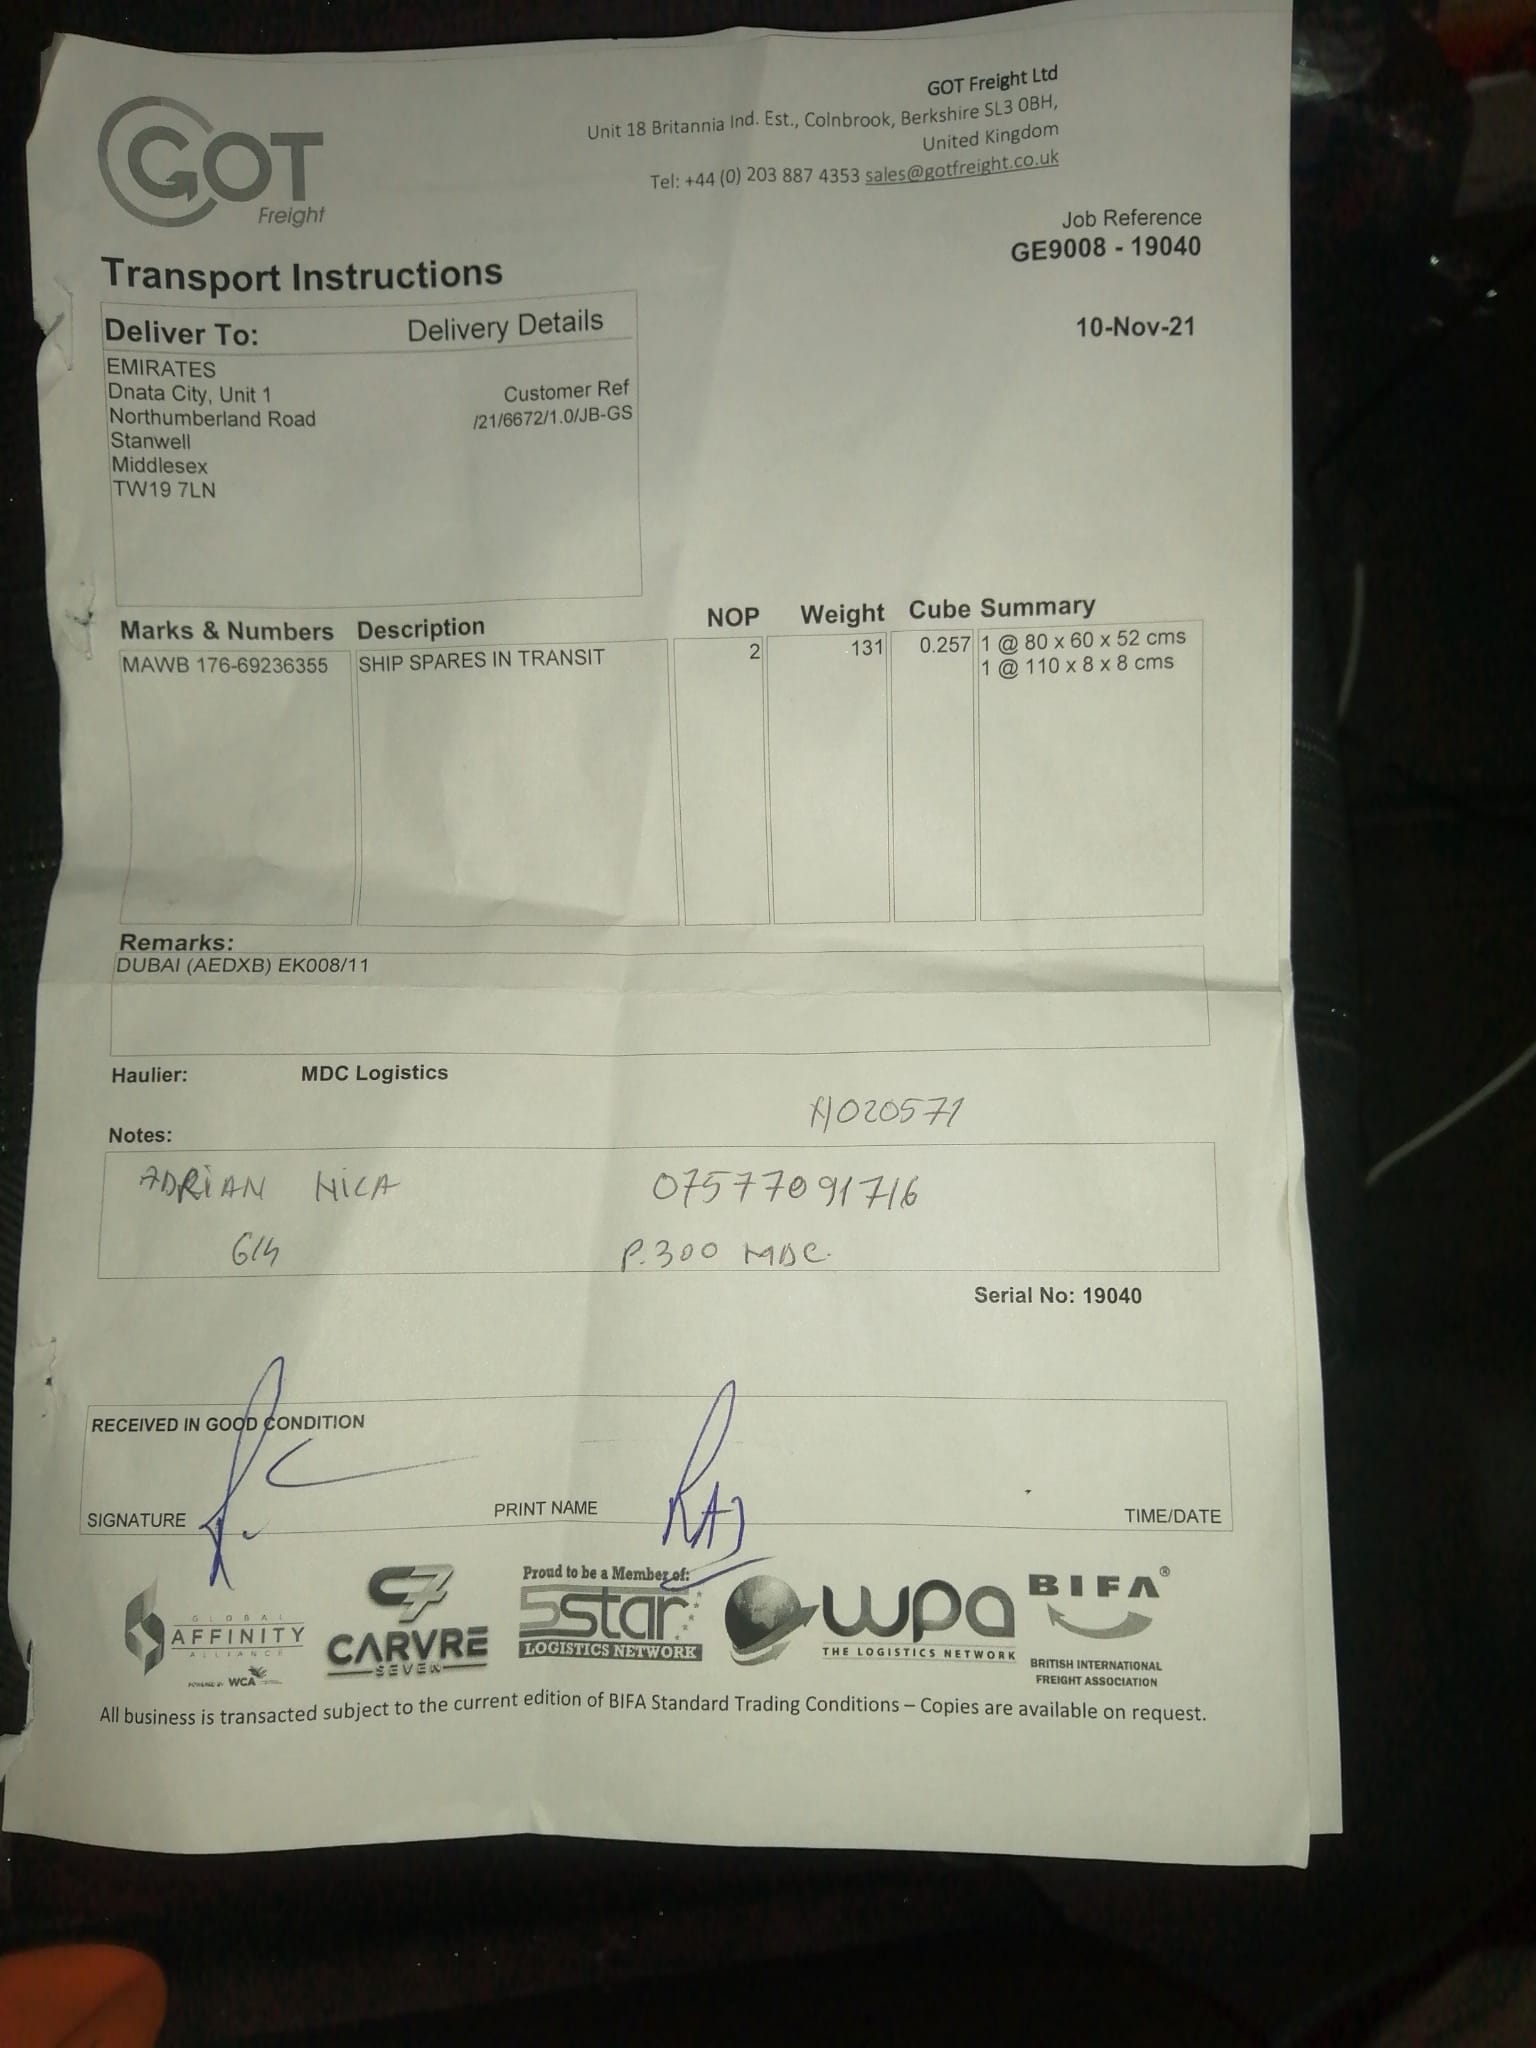 GOT
Freight
GOT Freight Ltd
Unit 18 Britannia Ind. Est., Colnbrook, Berkshire SL3 0BH,
United Kingdom
Tel: +44 (0) 203 887 4353 sales@gotfreight.co.uk
Job Reference
GE9008 - 19040
10-Nov-21
Transport Instructions
Deliver To: Delivery Details
EMIRATES
Dnata City, Unit 1 Customer Ref
Northumberland Road /21/6672/1.0/JB-GS
Stanwell
Middlesex
TW19 7LN
Marks & Numbers Description NOP Weight Cube Summary
MAWB 176-69236355 SHIP SPARES IN TRANSIT 2 131 0.257 1 @ 80 x 60 x 52 cms
1 @ 110 x 8 x 8 cms
Remarks:
DUBAI (AEDXB) EK008/11
Haulier: MDC Logistics
Notes:
ADRIAN NICA 07577091716
P.300 MDC
Serial No: 19040
RECEIVED IN GOOD CONDITION
SIGNATURE PRINT NAME RAJ TIME/DATE
GLOBAL
AFFINITY
ALLIANCE
POWERED BY WCA
C7
CARVRE
SEVEN
Proud to be a Member of:
5star
LOGISTICS NETWORK
wpa
THE LOGISTICS NETWORK
BIFA®
BRITISH INTERNATIONAL
FREIGHT ASSOCIATION
All business is transacted subject to the current edition of BIFA Standard Trading Conditions – Copies are available on request.